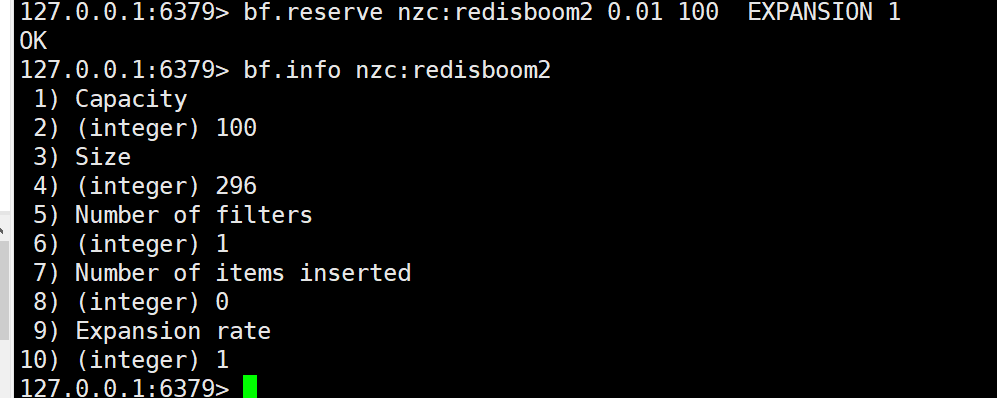 127.0.0.1:6379> bf.reserve nzc:redisboom2 0.01 100  EXPANSION 1
OK
127.0.0.1:6379> bf.info nzc:redisboom2
 1) Capacity
 2) (integer) 100
 3) Size
 4) (integer) 296
 5) Number of filters
 6) (integer) 1
 7) Number of items inserted
 8) (integer) 0
 9) Expansion rate
10) (integer) 1
127.0.0.1:6379>